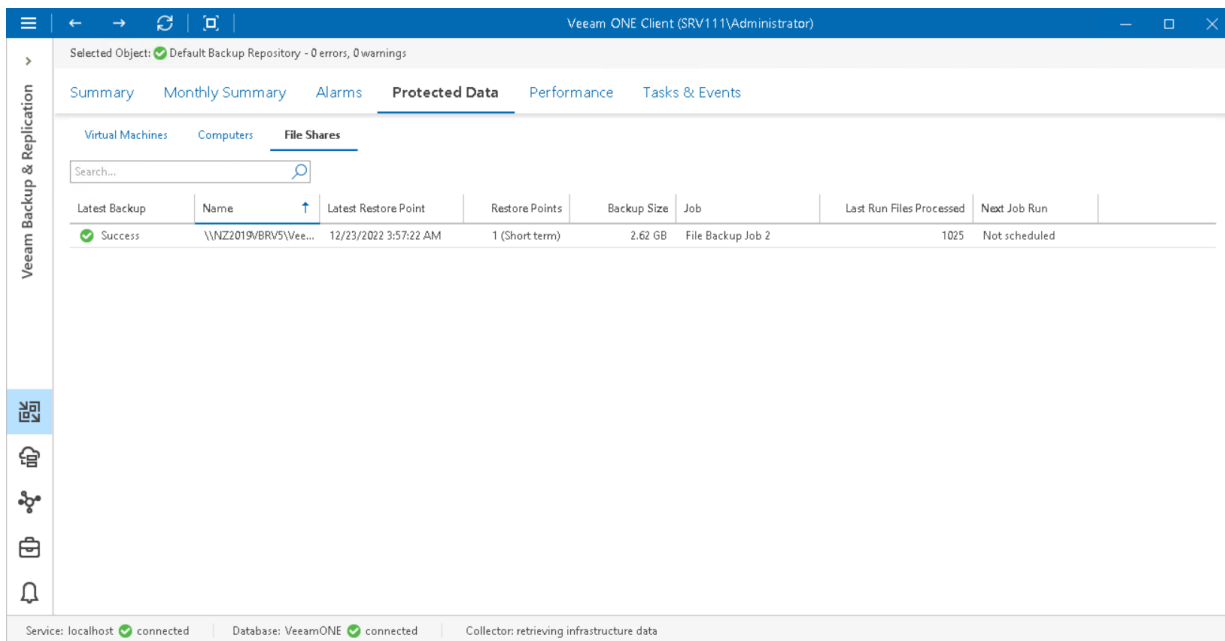 Veeam ONE Client (SRV111\Administrator)
Selected Object: Default Backup Repository - 0 errors, 0 warnings
Veeam Backup & Replication
Summary Monthly Summary Alarms Protected Data Performance Tasks & Events
Virtual Machines Computers File Shares
Search...
Latest Backup Name Latest Restore Point Restore Points Backup Size Job Last Run Files Processed Next Job Run
Success \\NZ2019VBRV5\Vee... 12/23/2022 3:57:22 AM 1 (Short term) 2.62 GB File Backup Job 2 1025 Not scheduled
Service: localhost connected Database: VeeamONE connected Collector: retrieving infrastructure data